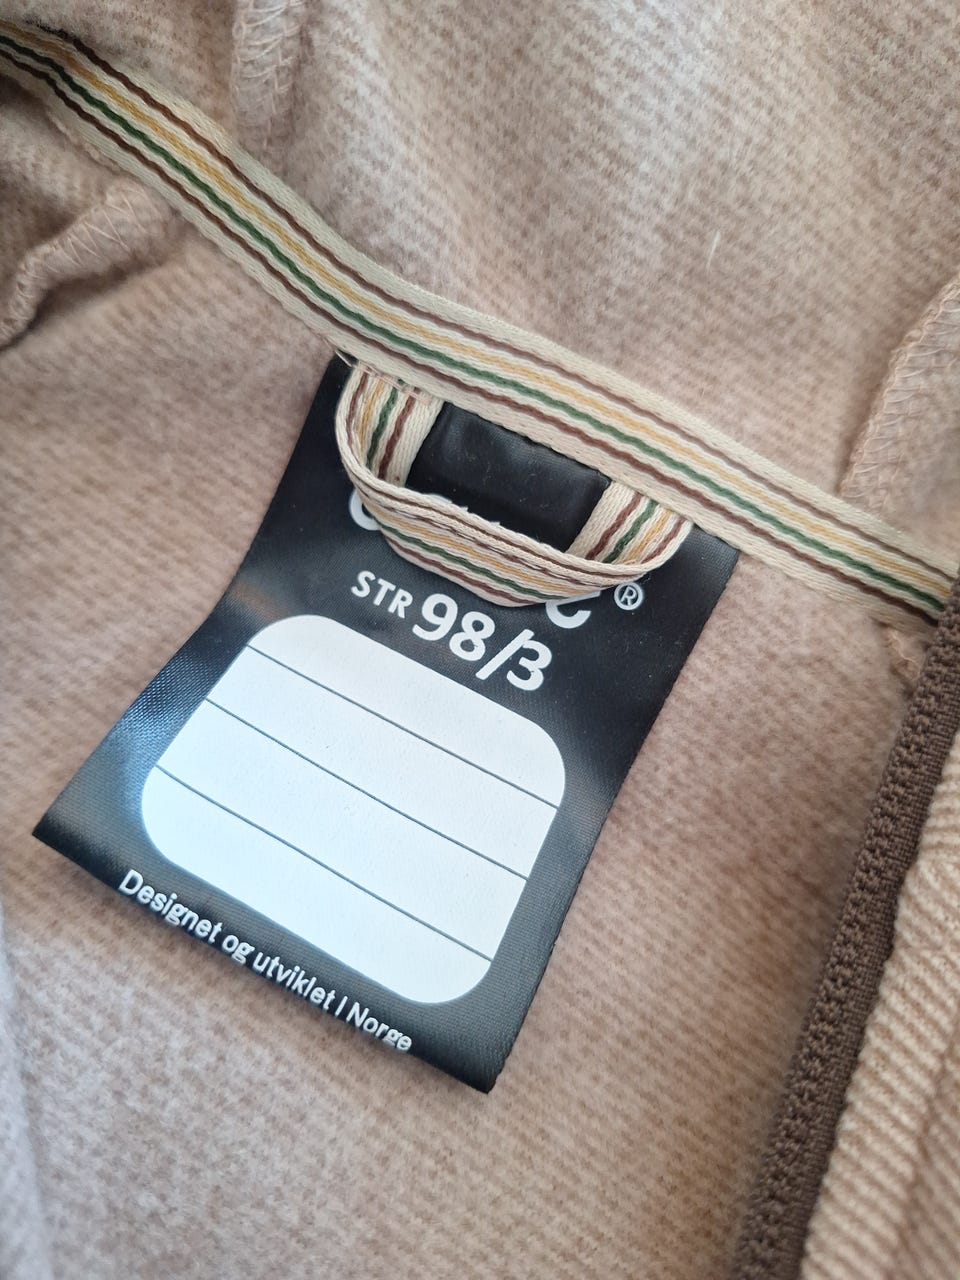 ®
STR 98/3
Designet og utviklet i Norge